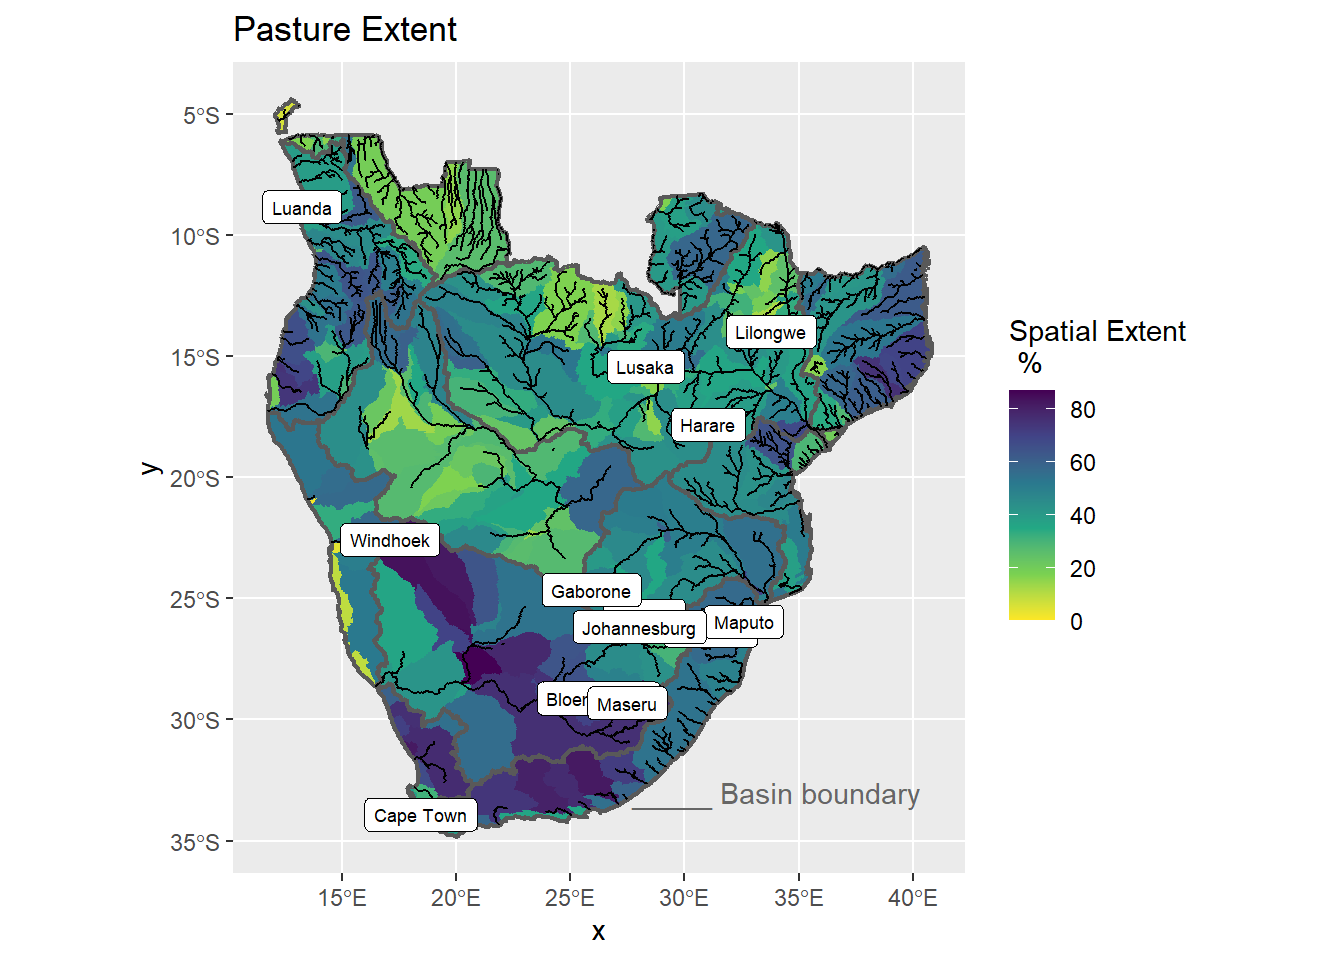 Pasture Extent
5°S
10°S
15°S
20°S
25°S
30°S
35°S
15°E
20°E
25°E
30°E
35°E
40°E
x
y
Luanda
Lilongwe
Lusaka
Harare
Windhoek
Gaborone
Johannesburg
Maputo
Bloer
Maseru
Cape Town
Basin boundary
Spatial Extent
%
80
60
40
20
0